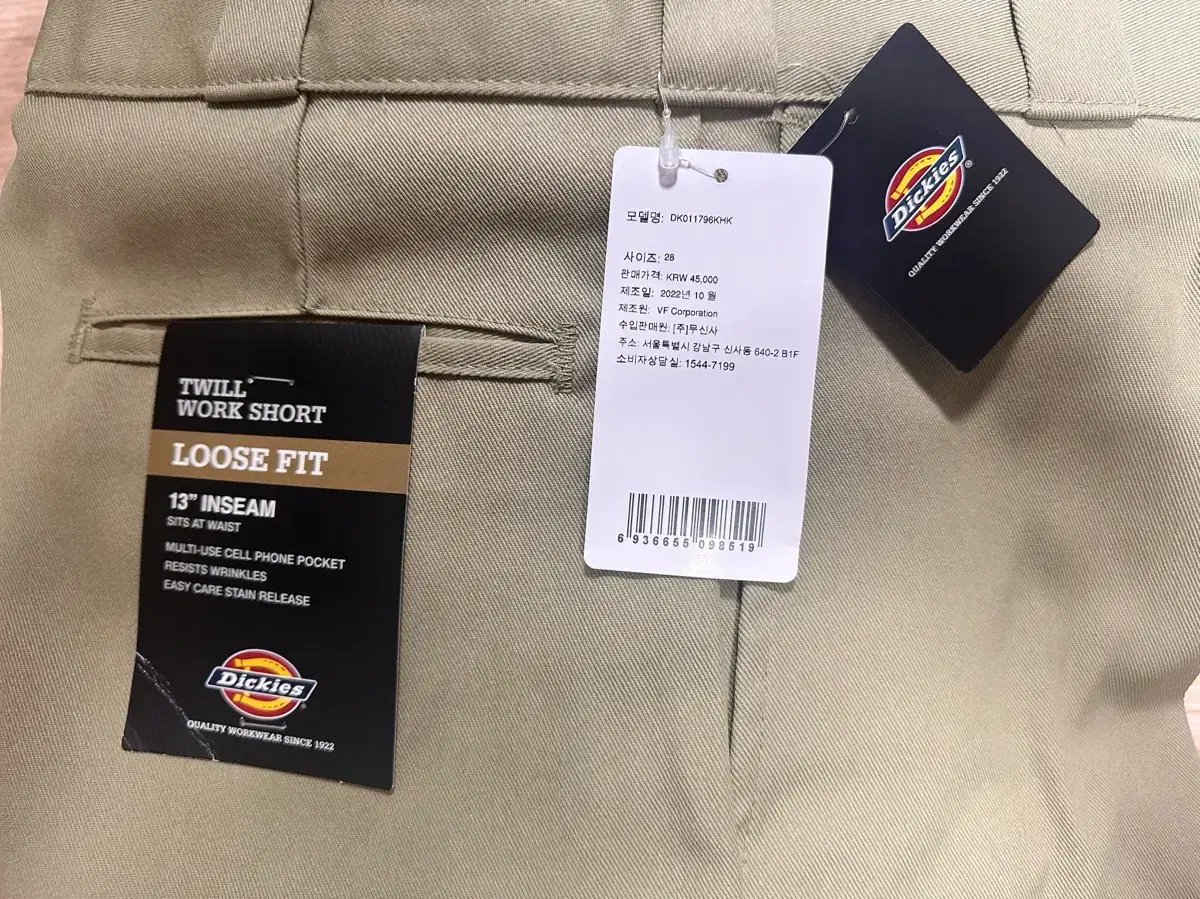 TWILL
WORK SHORT
LOOSE FIT
13” INSEAM
SITS AT WAIST
MULTI-USE CELL PHONE POCKET
RESISTS WRINKLES
EASY CARE STAIN RELEASE
Dickies
QUALITY WORKWEAR SINCE 1922
모델명: DK011796KHK
사이즈: 28
판매가격: KRW 45,000
제조일: 2022년 10 월
제조원: VF Corporation
수입판매원: [주]무신사
주소: 서울특별시 강남구 신사동 640-2 B1F
소비자상담실: 1544-7199
6 936655 098519
Dickies®
QUALITY WORKWEAR SINCE 1922